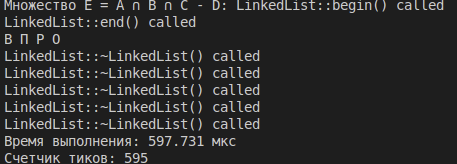 Множество E = A ∩ B ∩ C - D: LinkedList::begin() called
LinkedList::end() called
В П Р О
LinkedList::~LinkedList() called
LinkedList::~LinkedList() called
LinkedList::~LinkedList() called
LinkedList::~LinkedList() called
LinkedList::~LinkedList() called
Время выполнения: 597.731 мкс
Счетчик тиков: 595